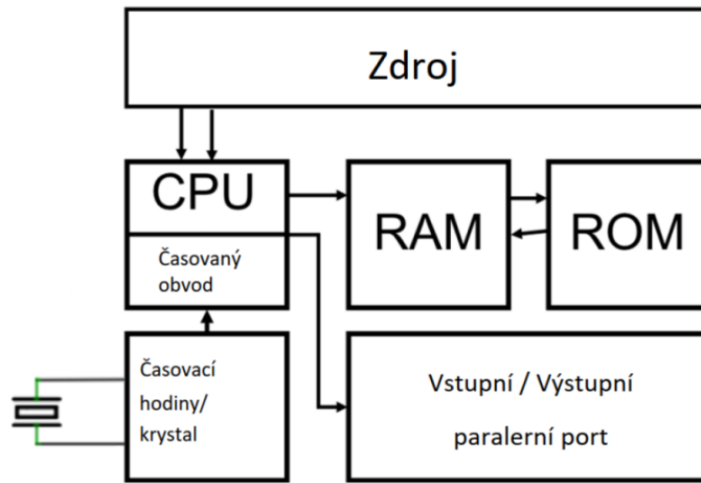 Zdroj
CPU
Časovaný
obvod
RAM
ROM
Časovací
hodiny/
krystal
Vstupní / Výstupní
paralerní port